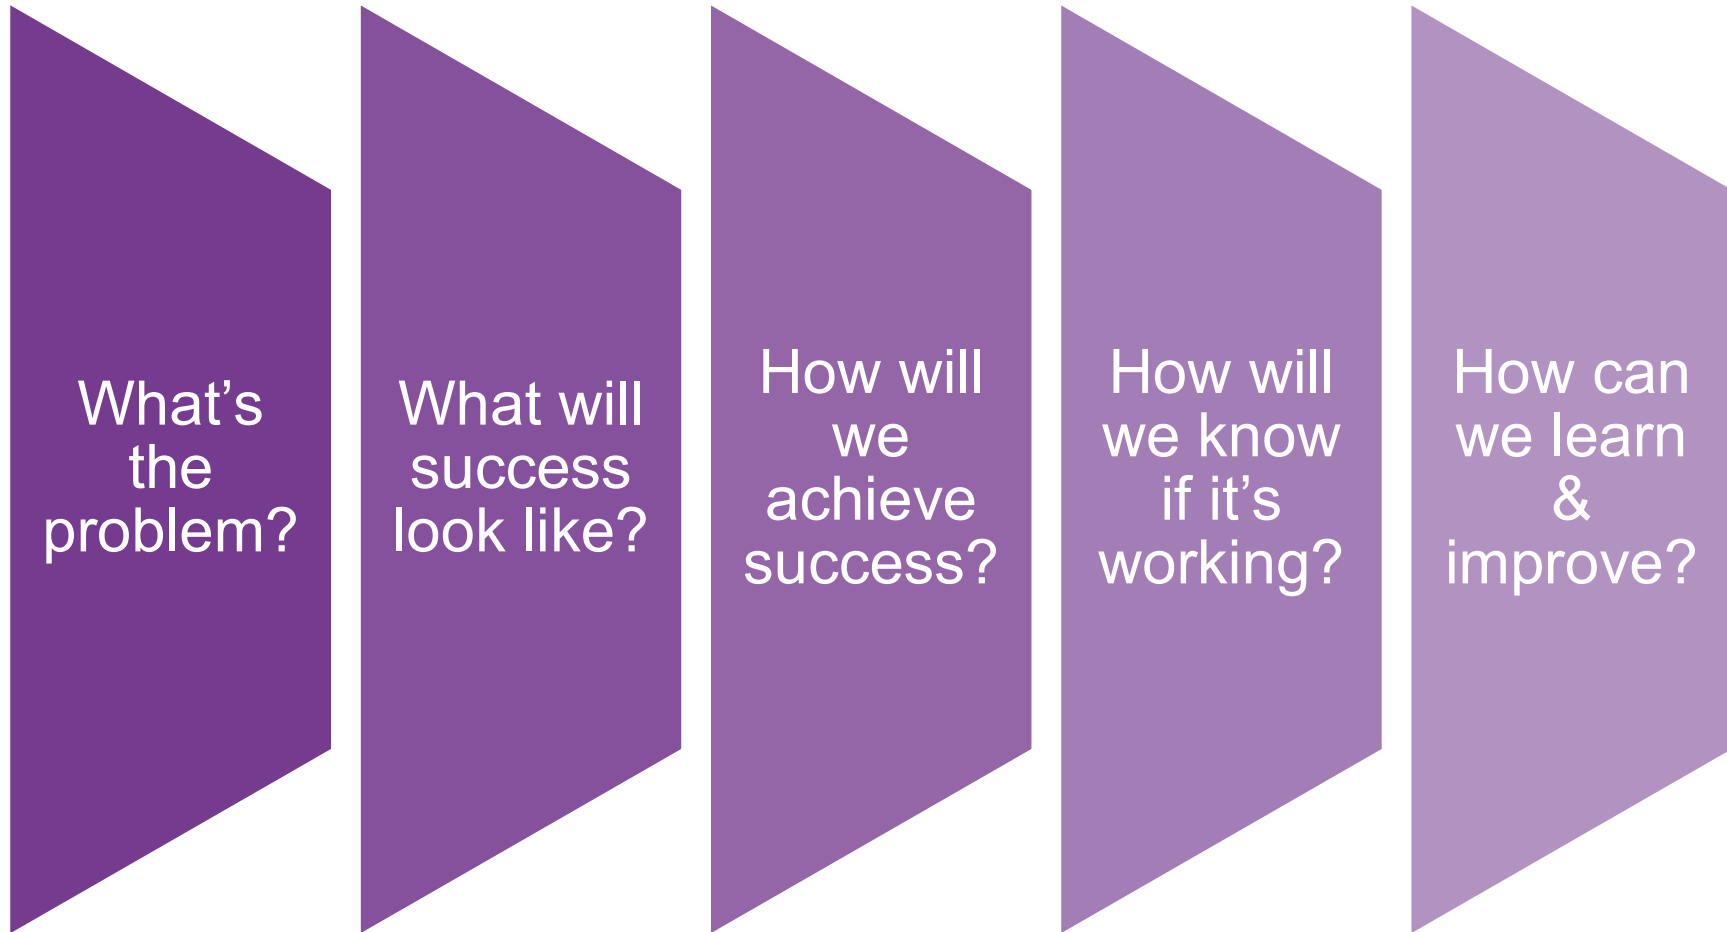 What’s
the
problem?
What will
success
look like?
How will
we
achieve
success?
How will
we know
if it’s
working?
How can
we learn
&
improve?